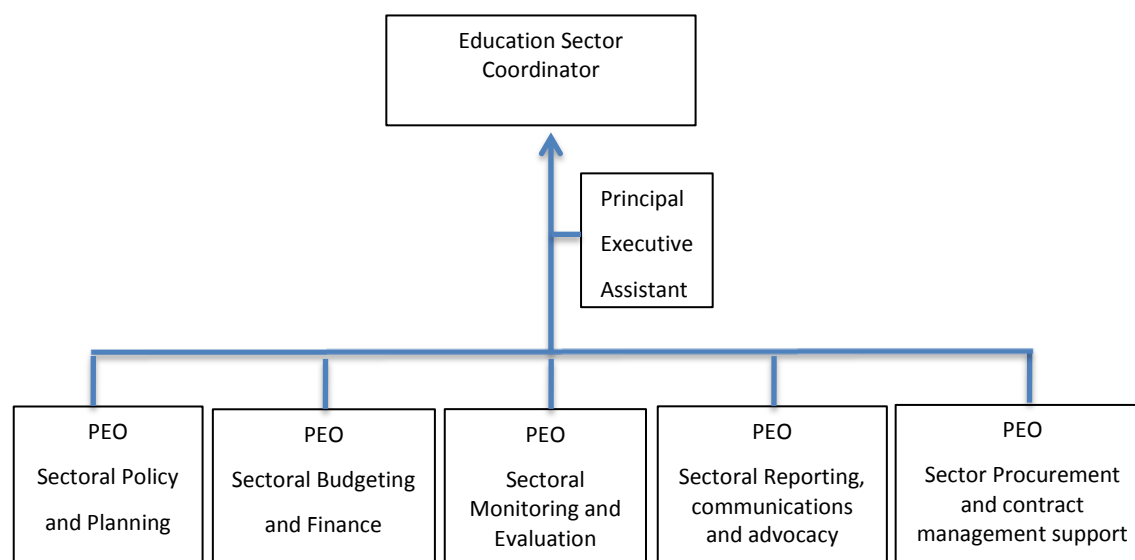 Education Sector
Coordinator
Principal
Executive
Assistant
PEO
Sectoral Policy
and Planning
PEO
Sectoral Budgeting
and Finance
PEO
Sectoral
Monitoring and
Evaluation
PEO
Sectoral Reporting,
communications
and advocacy
PEO
Sector Procurement
and contract
management support